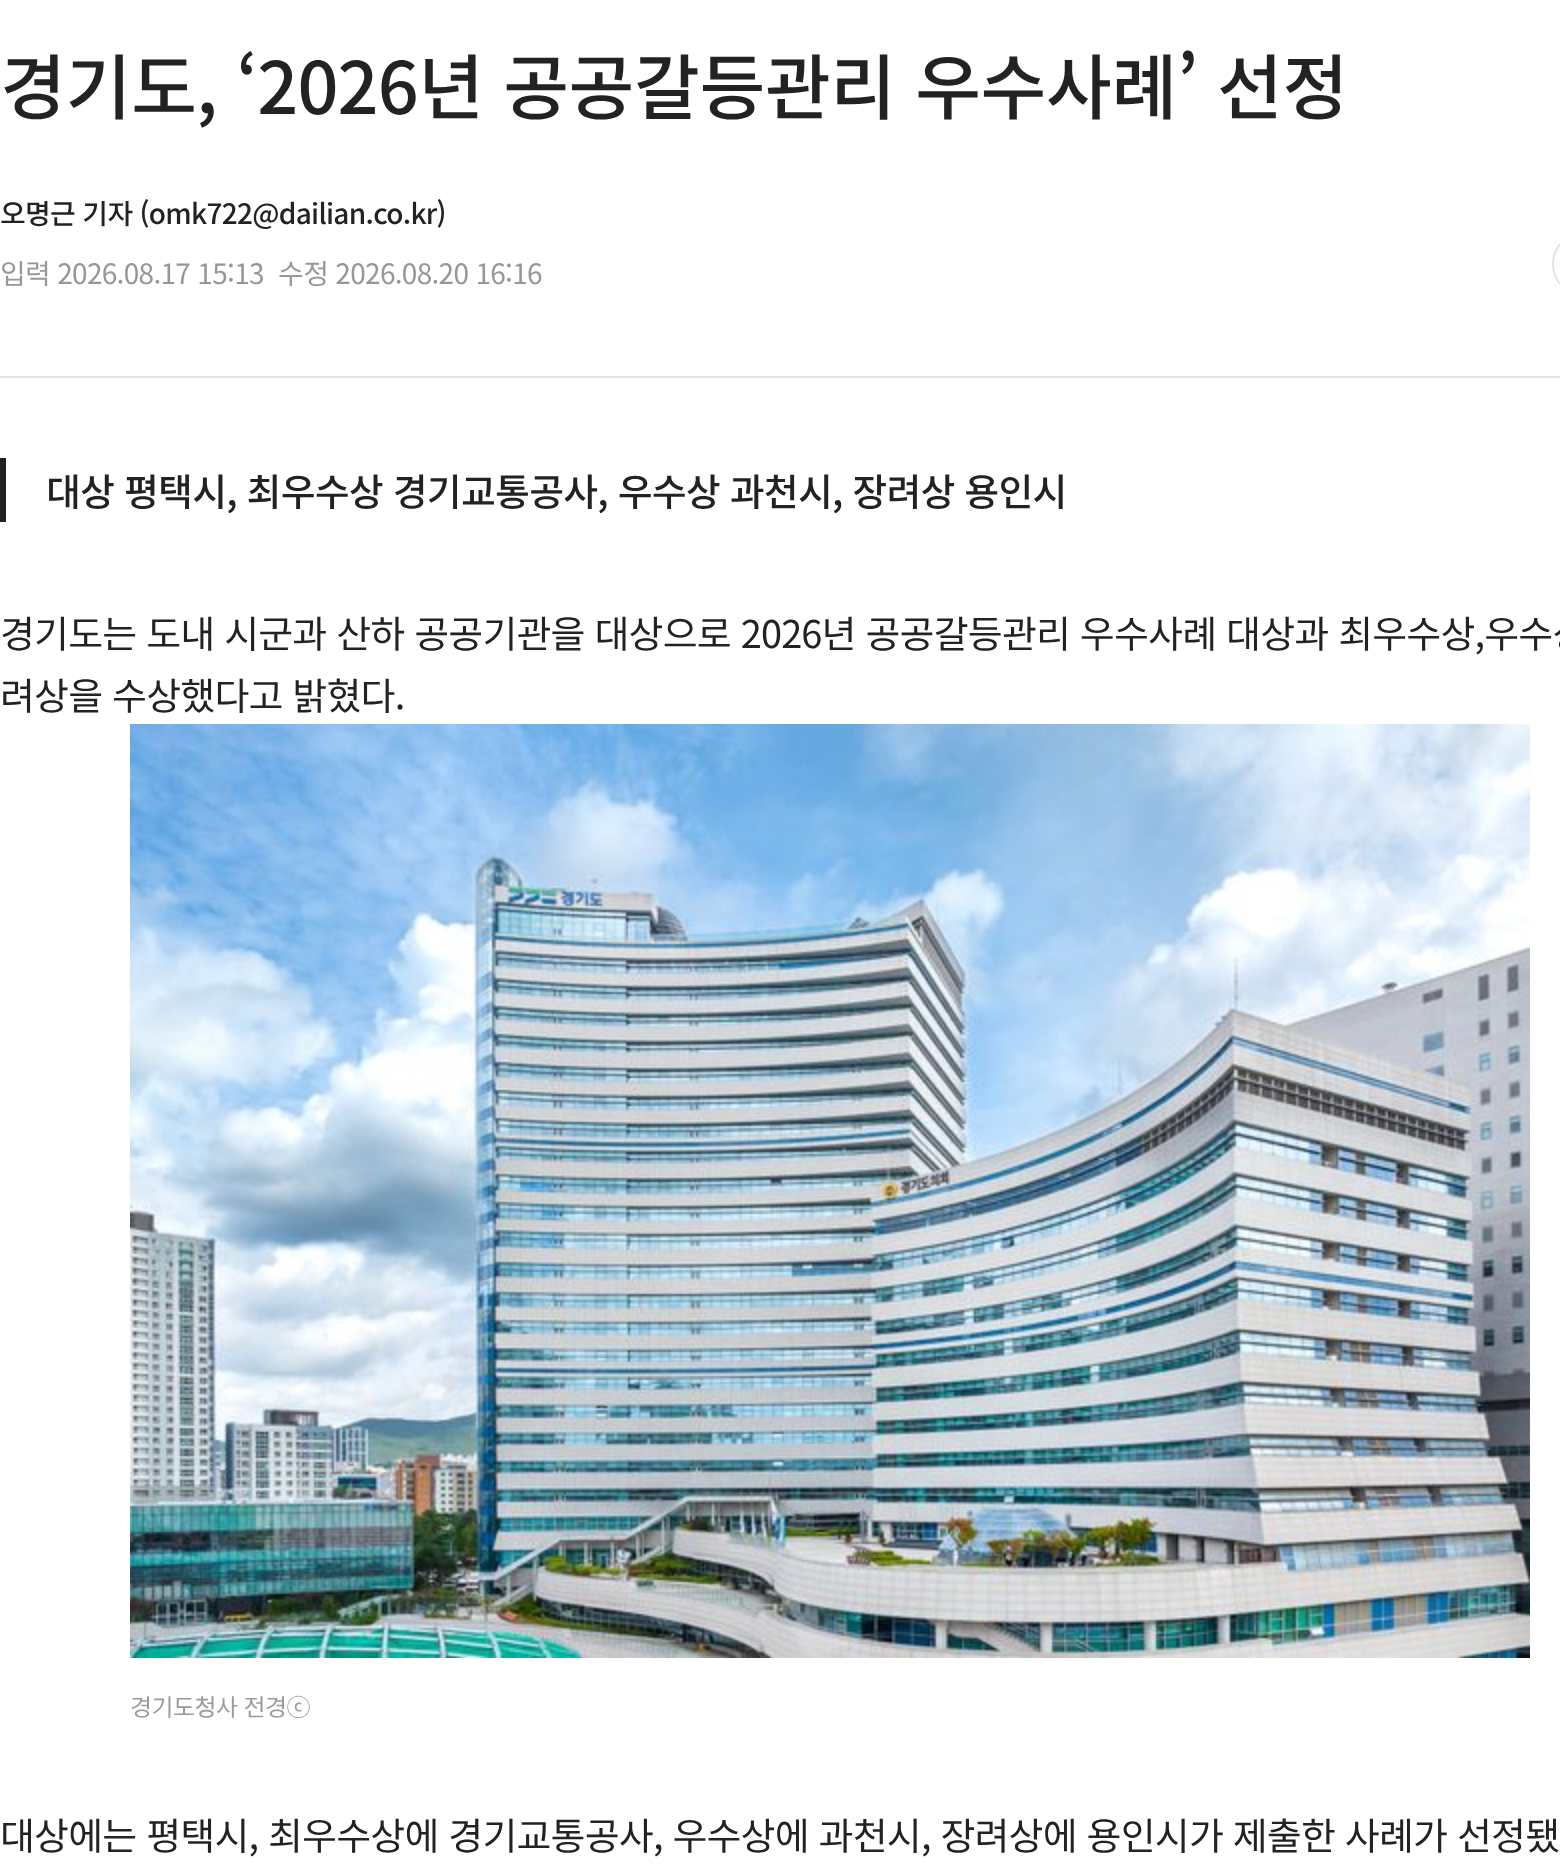 경기도, ‘2026년 공공갈등관리 우수사례’ 선정
오명근 기자 (omk722@dailian.co.kr)
입력 2026.08.17 15:13 수정 2026.08.20 16:16
대상 평택시, 최우수상 경기교통공사, 우수상 과천시, 장려상 용인시
경기도는 도내 시군과 산하 공공기관을 대상으로 2026년 공공갈등관리 우수사례 대상과 최우수상,우수
려상을 수상했다고 밝혔다.
경기도
경기도의회
경기도청사 전경ⓒ
대상에는 평택시, 최우수상에 경기교통공사, 우수상에 과천시, 장려상에 용인시가 제출한 사례가 선정됐